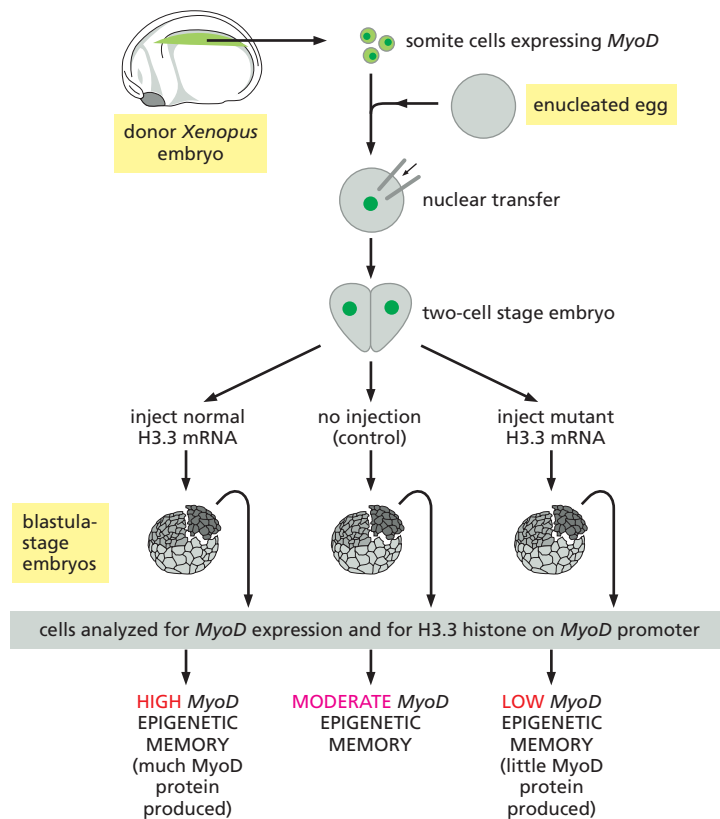 somite cells expressing MyoD
enucleated egg
donor Xenopus
embryo
nuclear transfer
two-cell stage embryo
inject normal
H3.3 mRNA
no injection
(control)
inject mutant
H3.3 mRNA
blastula-
stage
embryos
cells analyzed for MyoD expression and for H3.3 histone on MyoD promoter
HIGH MyoD
EPIGENETIC
MEMORY
(much MyoD
protein
produced)
MODERATE MyoD
EPIGENETIC
MEMORY
LOW MyoD
EPIGENETIC
MEMORY
(little MyoD
protein
produced)